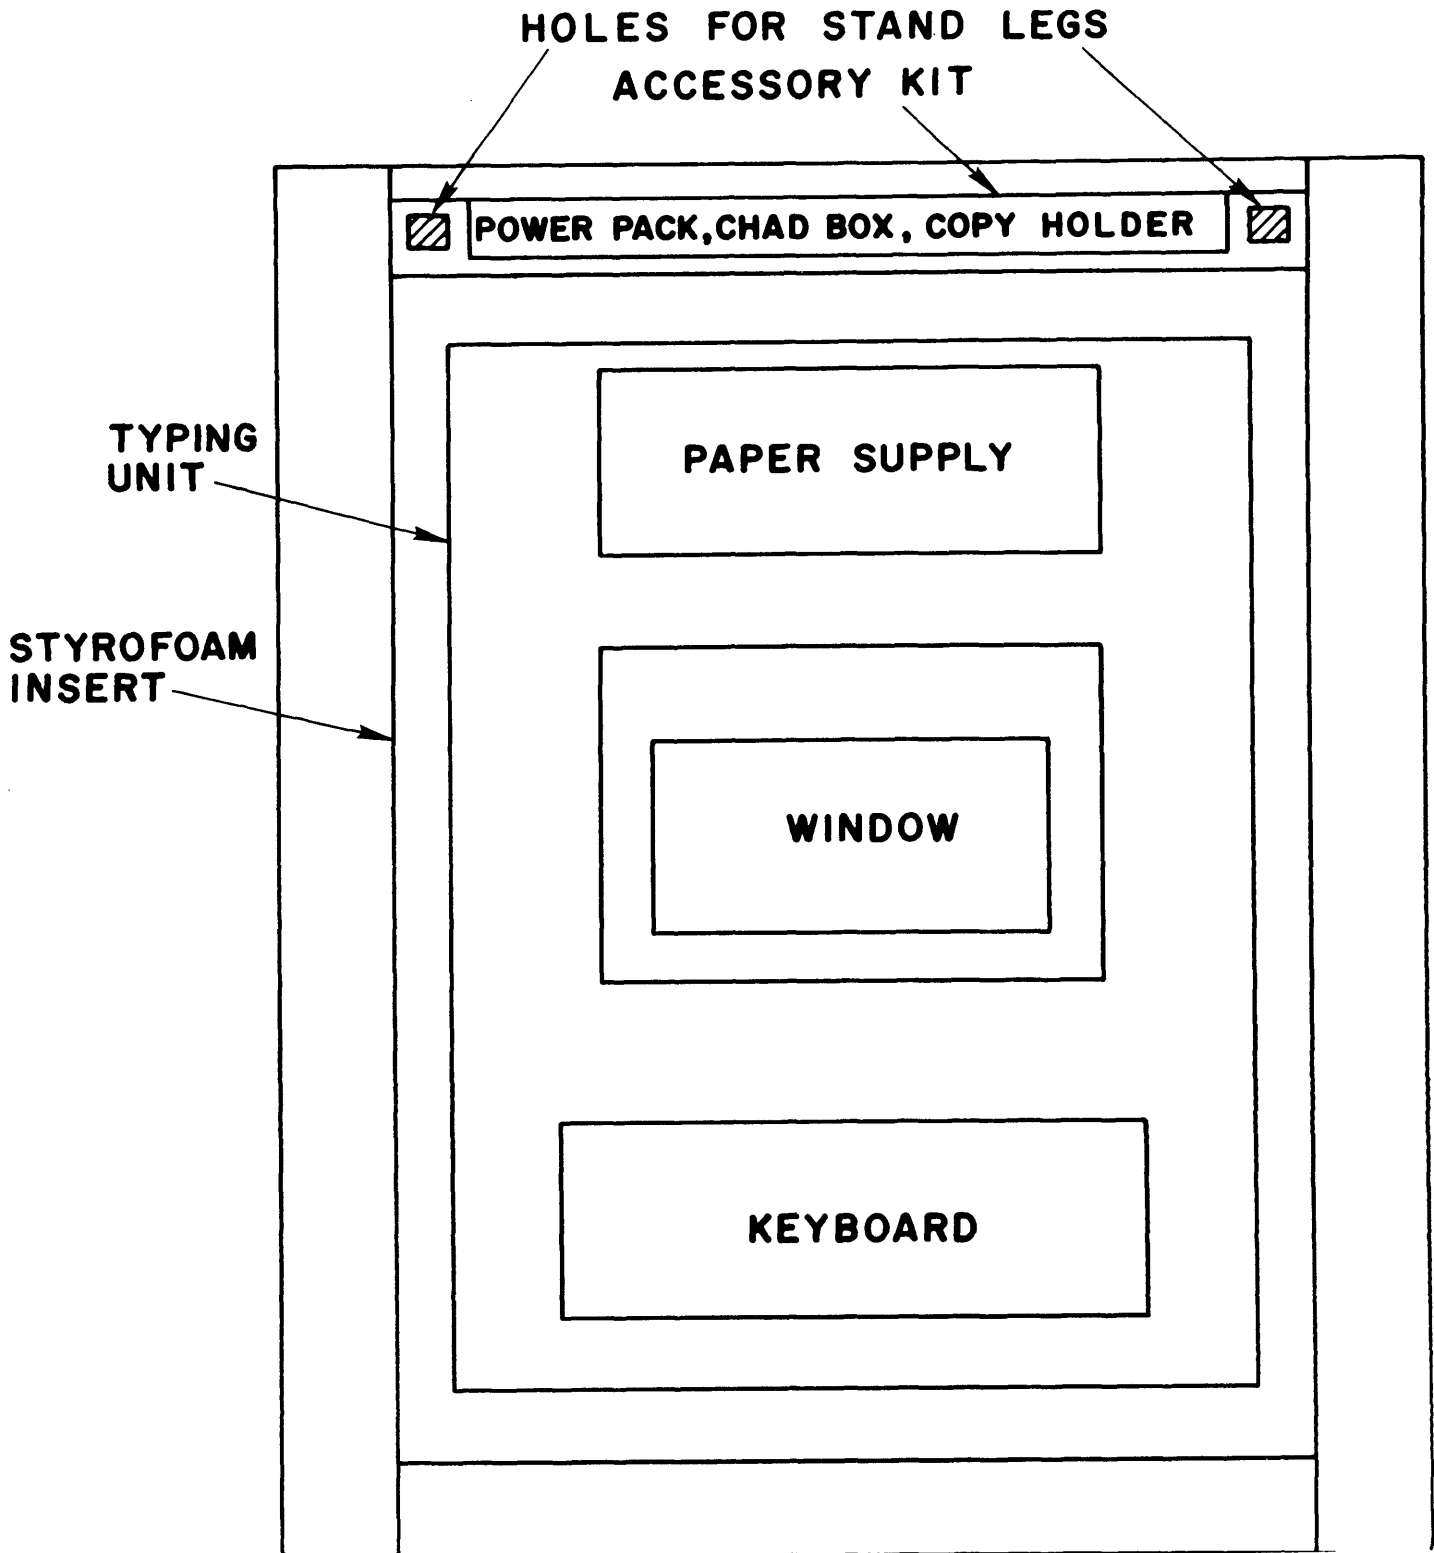 HOLES FOR STAND LEGS
ACCESSORY KIT
POWER PACK, CHAD BOX, COPY HOLDER
TYPING
UNIT
PAPER SUPPLY
STYROFOAM
INSERT
WINDOW
KEYBOARD